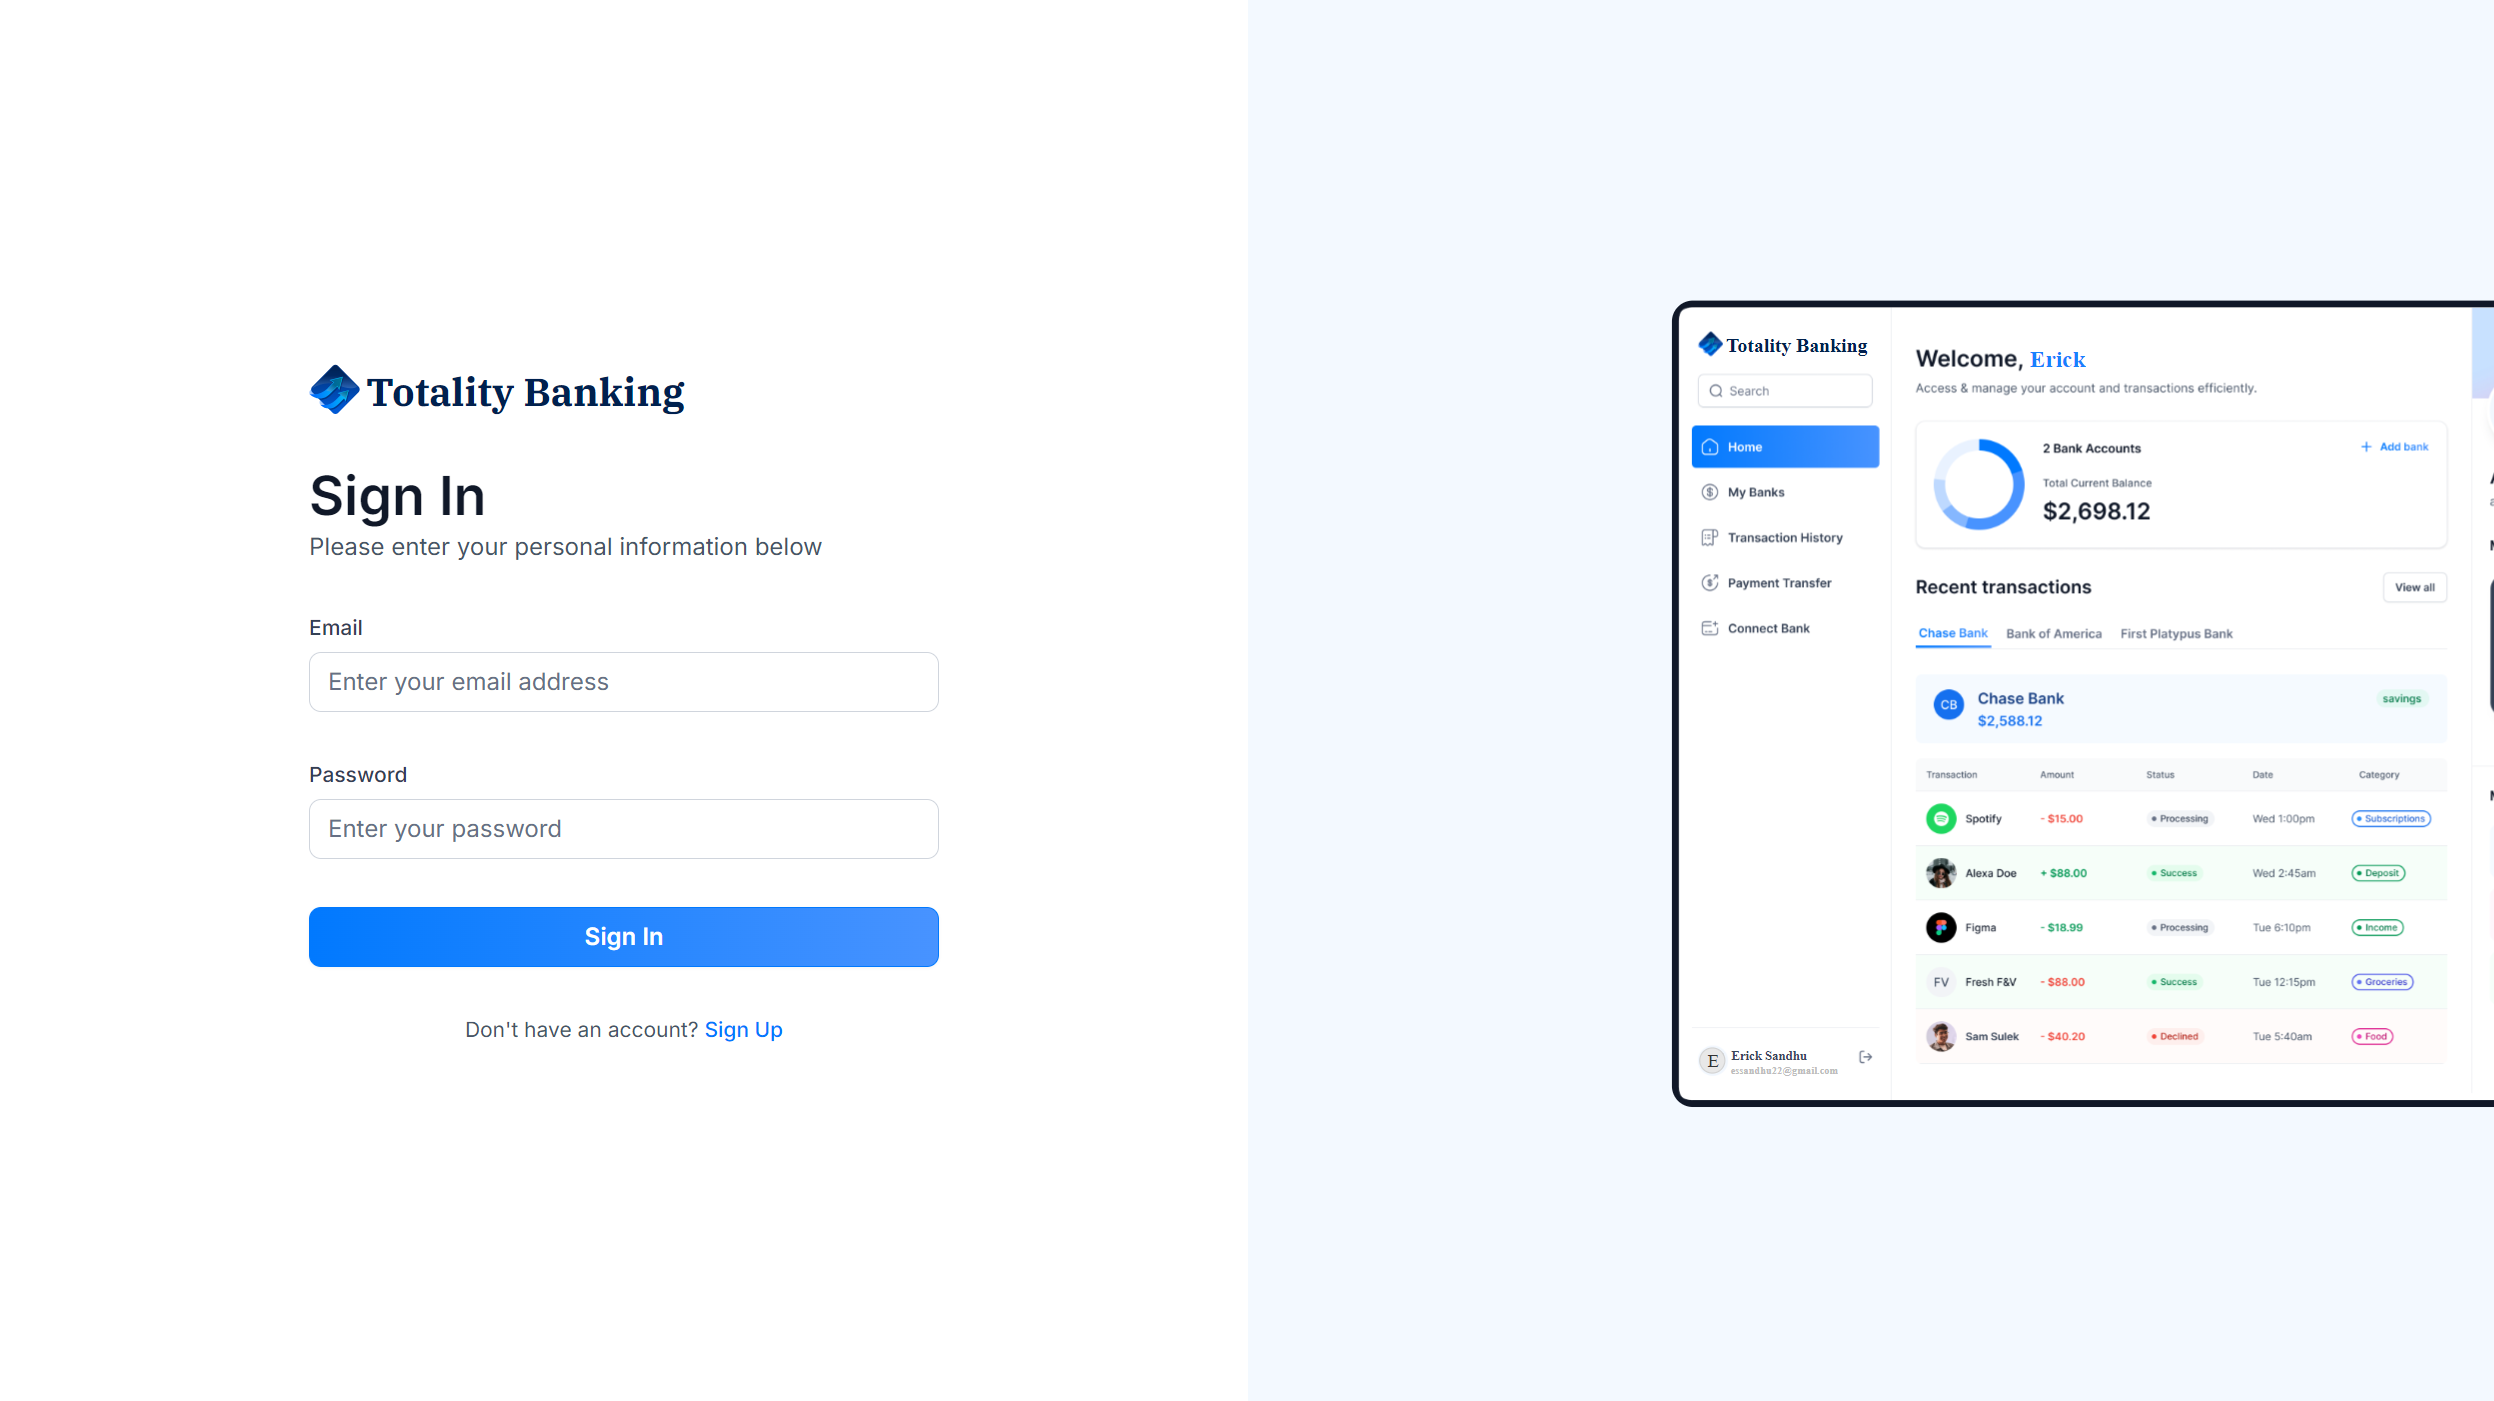 Totality Banking
Sign In
Please enter your personal information below
Email
Enter your email address
Password
Enter your password
Sign In
Don't have an account? Sign Up
Totality Banking
Search
Home
My Banks
Transaction History
Payment Transfer
Connect Bank
E
Erick Sandhu
essandhu22@gmail.com
Welcome, Erick
Access & manage your account and transactions efficiently.
2 Bank Accounts
+ Add bank
Total Current Balance
$2,698.12
Recent transactions
View all
Chase Bank Bank of America First Platypus Bank
CB
Chase Bank
savings
$2,588.12
Transaction Amount Status Date Category
Spotify - $15.00 Processing Wed 1:00pm Subscriptions
Alexa Doe + $88.00 Success Wed 2:45am Deposit
Figma - $18.99 Processing Tue 6:10pm Income
FV Fresh F&V - $88.00 Success Tue 12:15pm Groceries
Sam Sulek - $40.20 Declined Tue 5:40am Food